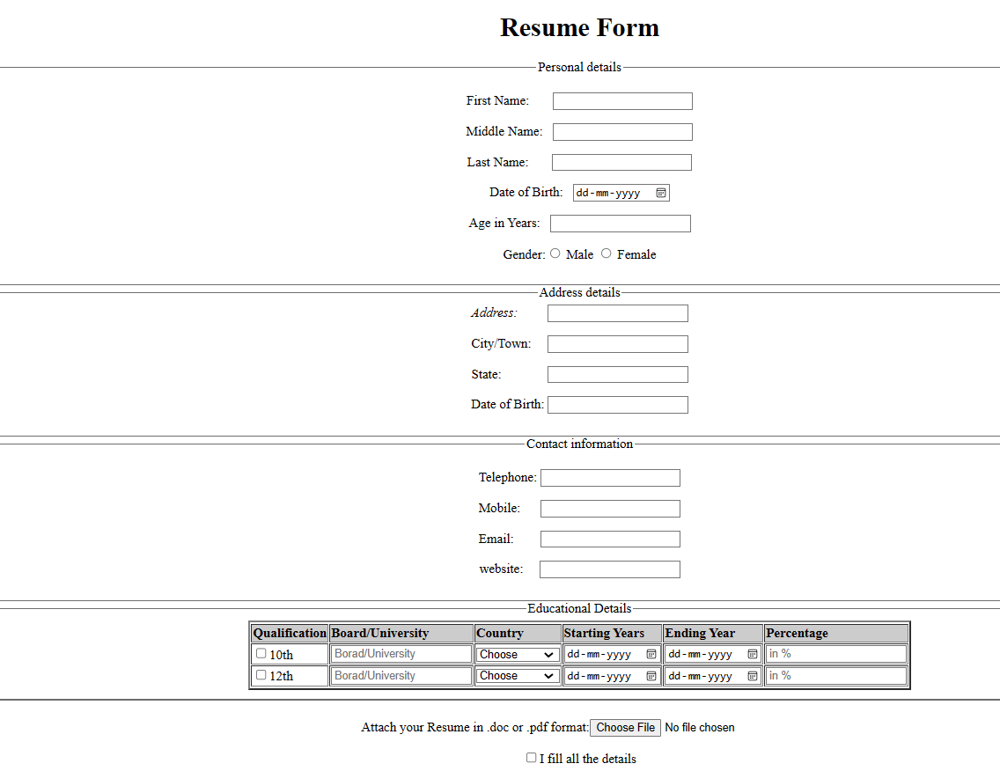 Resume Form
Personal details
First Name:
Middle Name:
Last Name:
Date of Birth: dd-mm-yyyy
Age in Years:
Gender: Male Female
Address details
Address:
City/Town:
State:
Date of Birth:
Contact information
Telephone:
Mobile:
Email:
website:
Educational Details
Qualification Board/University Country Starting Years Ending Year Percentage
10th Borad/University Choose dd-mm-yyyy dd-mm-yyyy in %
12th Borad/University Choose dd-mm-yyyy dd-mm-yyyy in %
Attach your Resume in .doc or .pdf format: Choose File No file chosen
I fill all the details